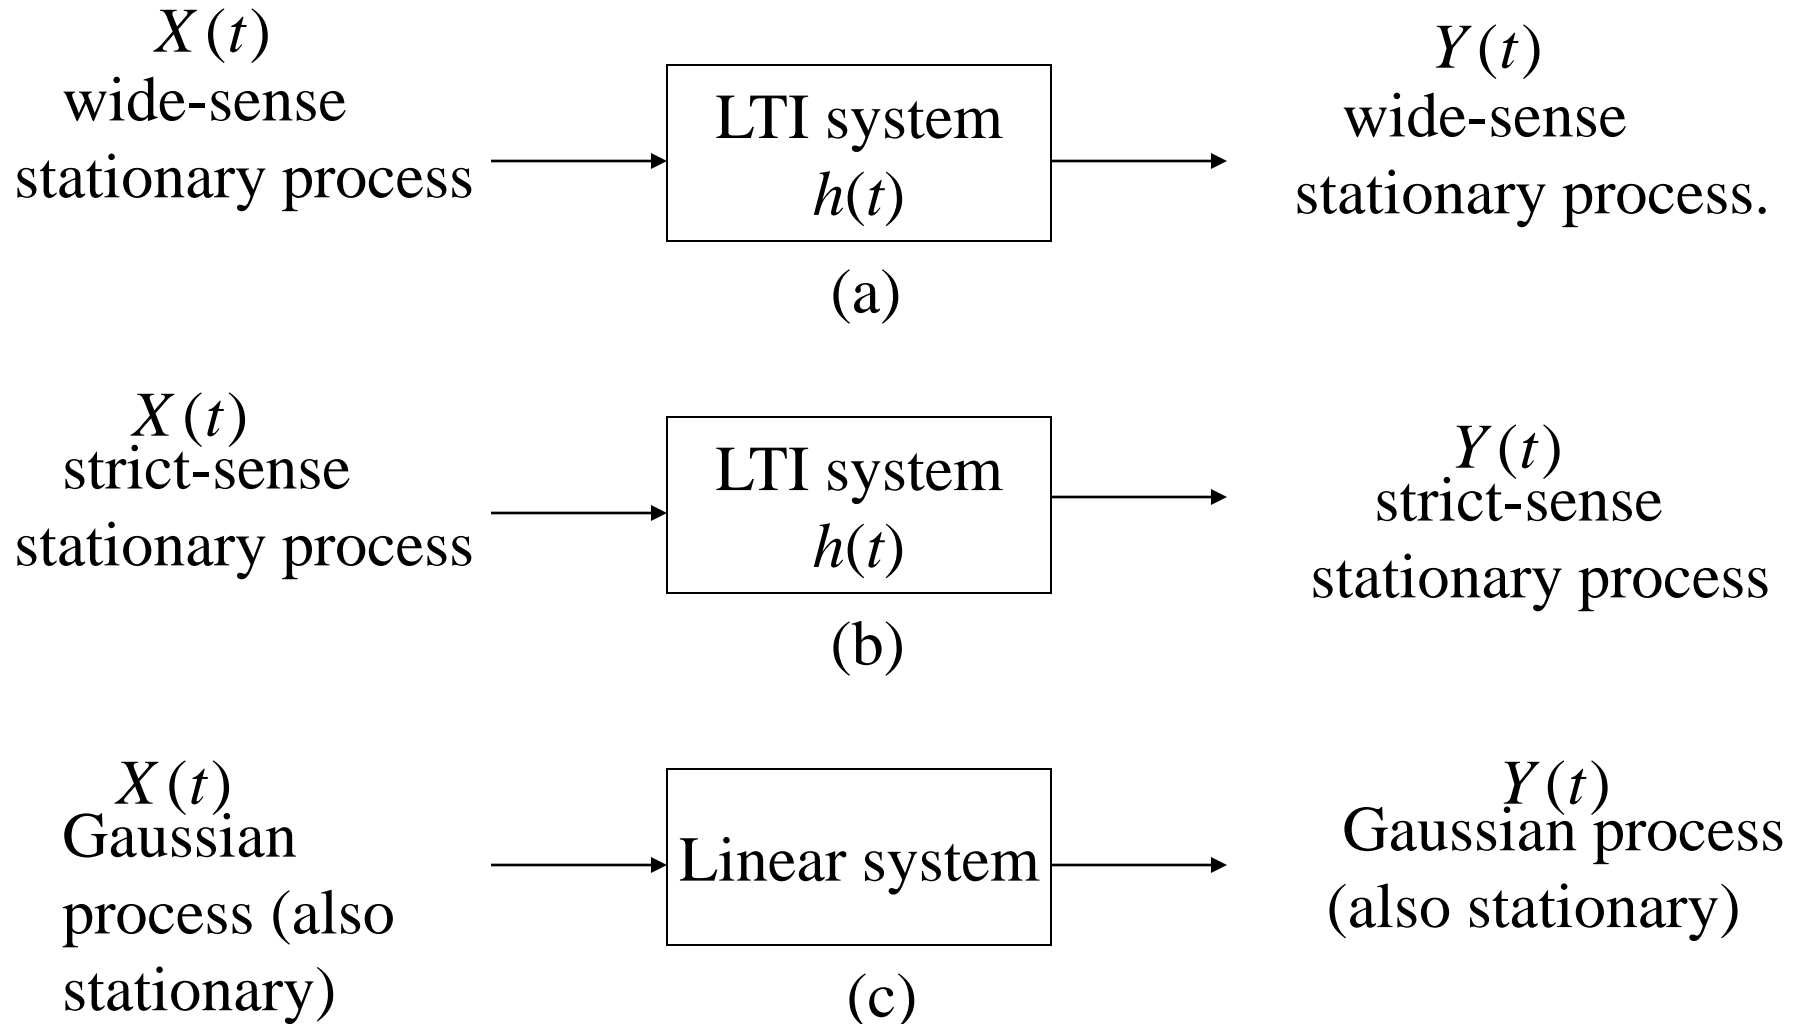 X(t)
wide-sense
stationary process
LTI system
h(t)
Y(t)
wide-sense
stationary process.
(a)
X(t)
strict-sense
stationary process
LTI system
h(t)
Y(t)
strict-sense
stationary process
(b)
X(t)
Gaussian
process (also
stationary)
Linear system
Y(t)
Gaussian process
(also stationary)
(c)